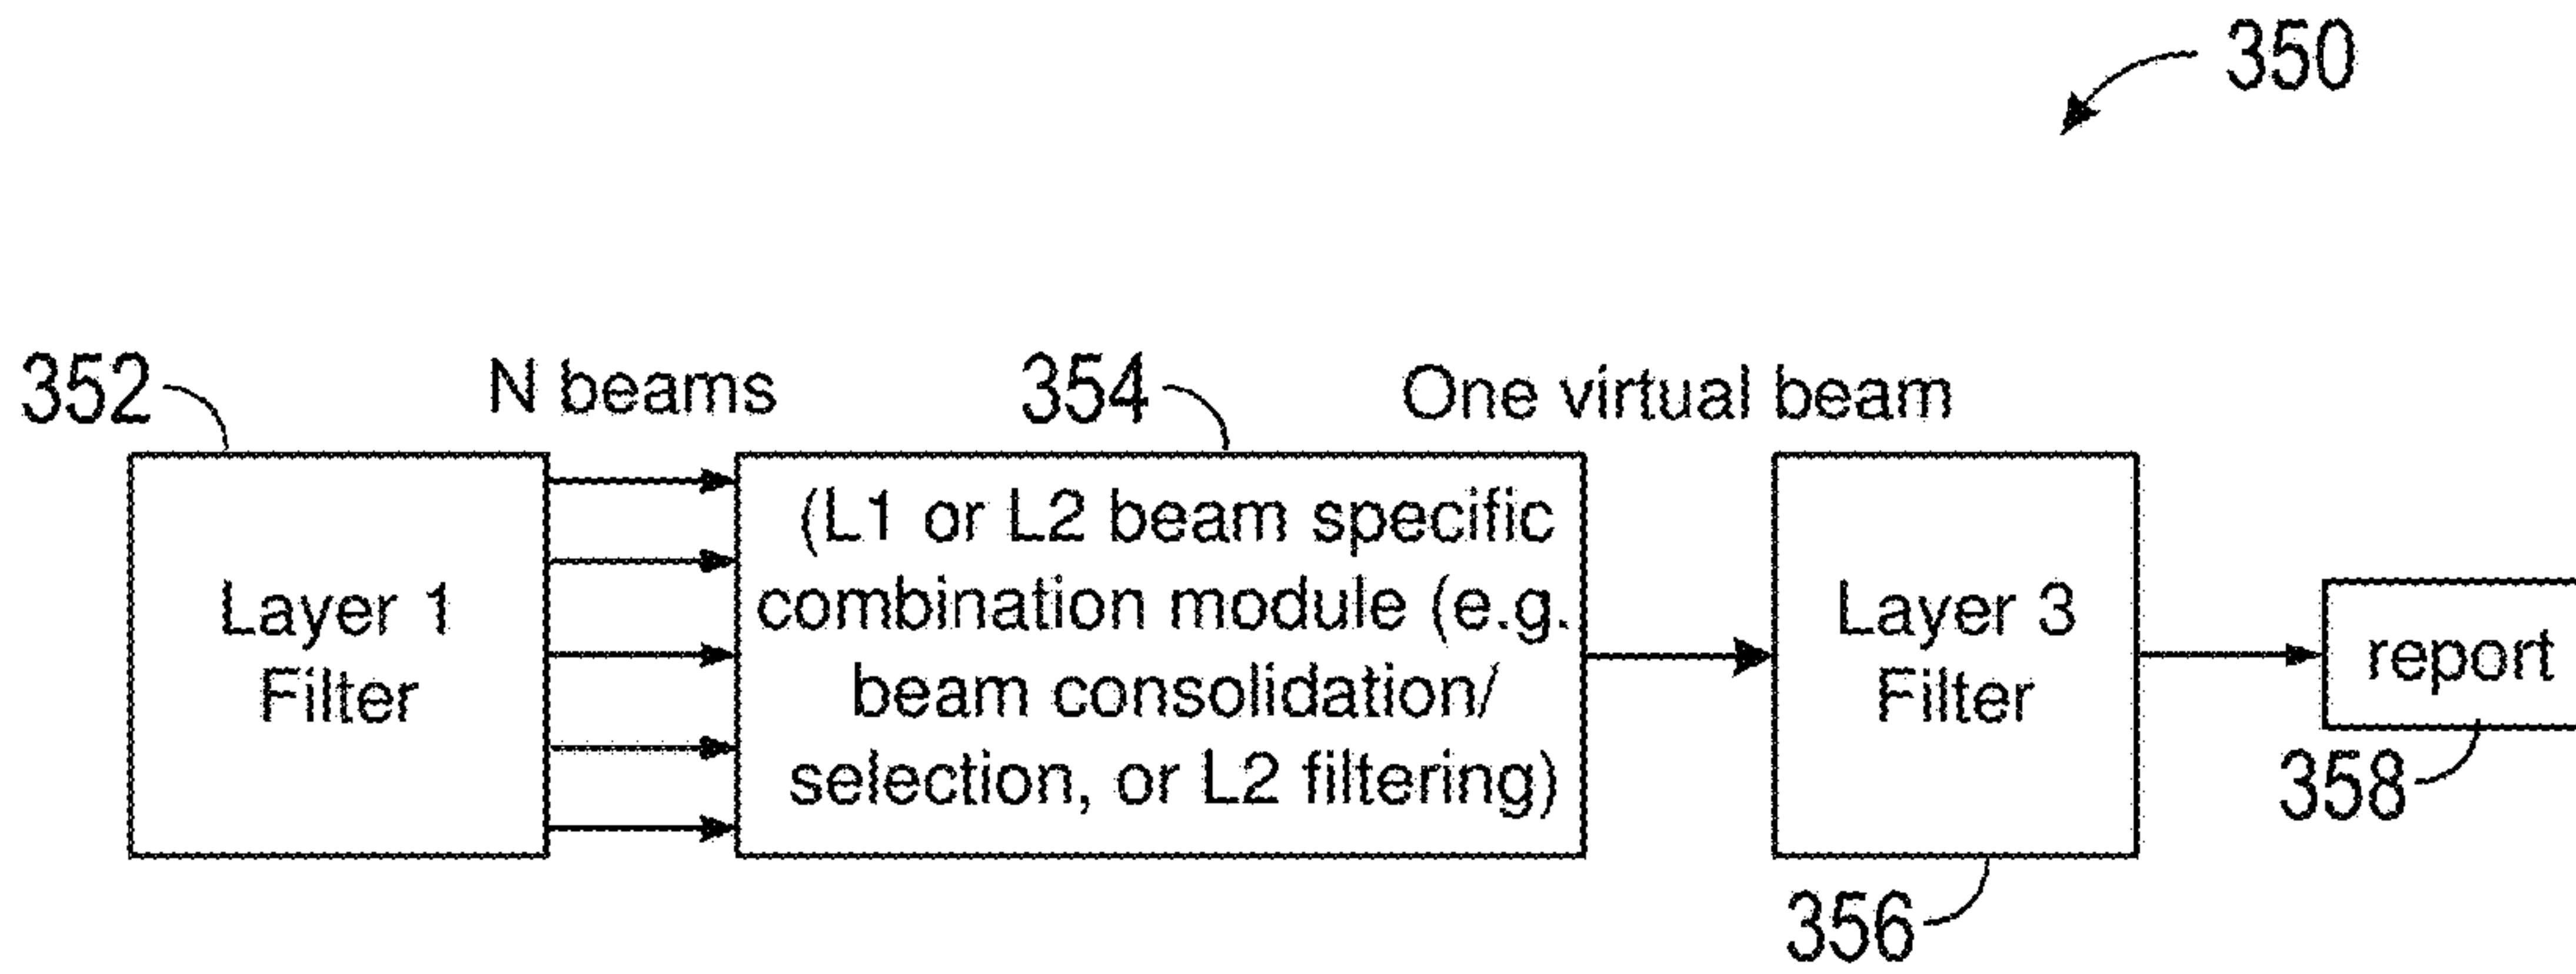 350
352
N beams
354
One virtual beam
Layer 1
Filter
(L1 or L2 beam specific
combination module (e.g.
beam consolidation/
selection, or L2 filtering)
Layer 3
Filter
report
358
356